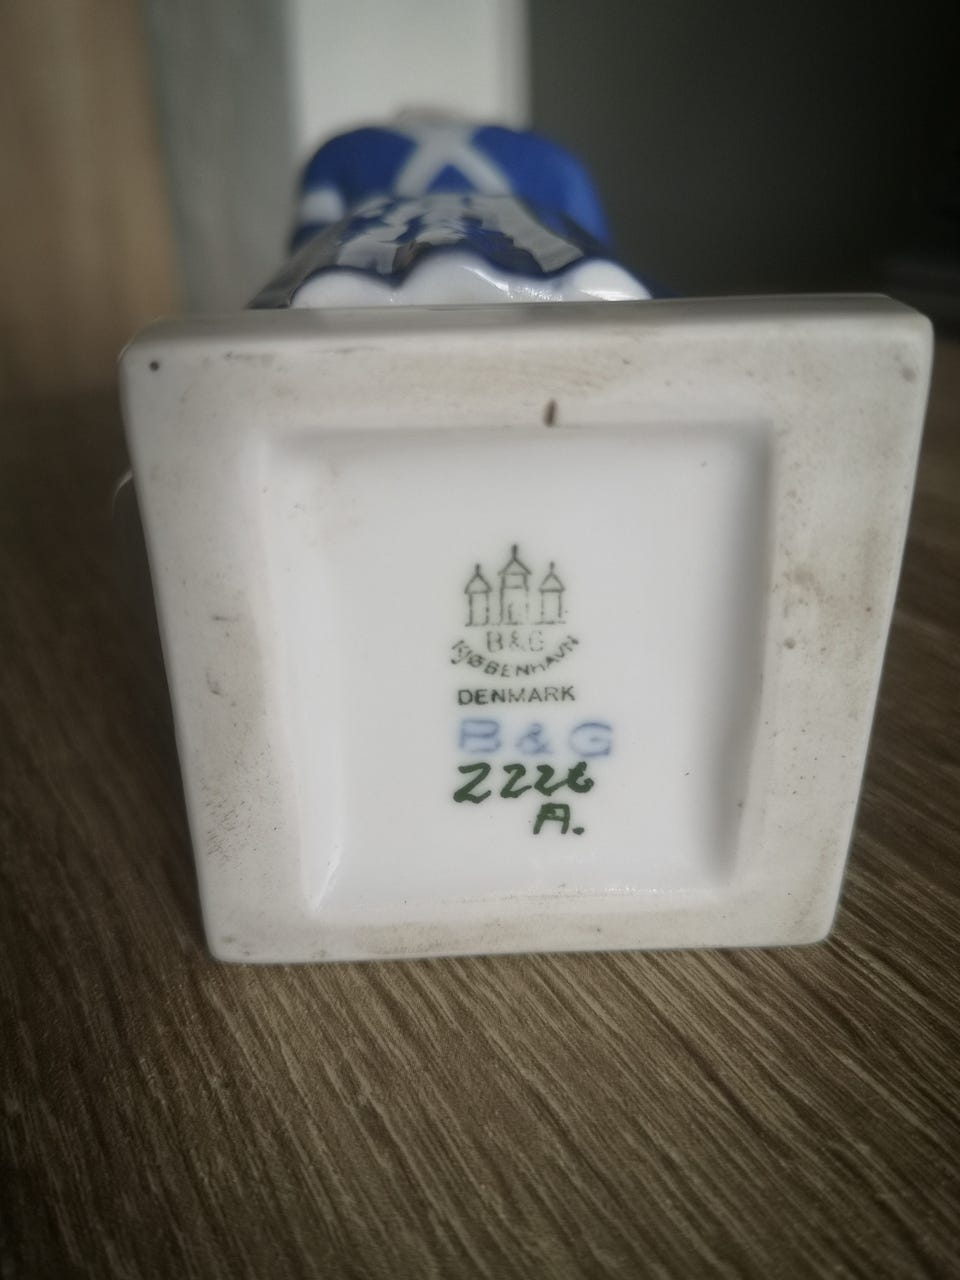 B&G
KJØBENHAVN
DENMARK
B & G
2226
A.